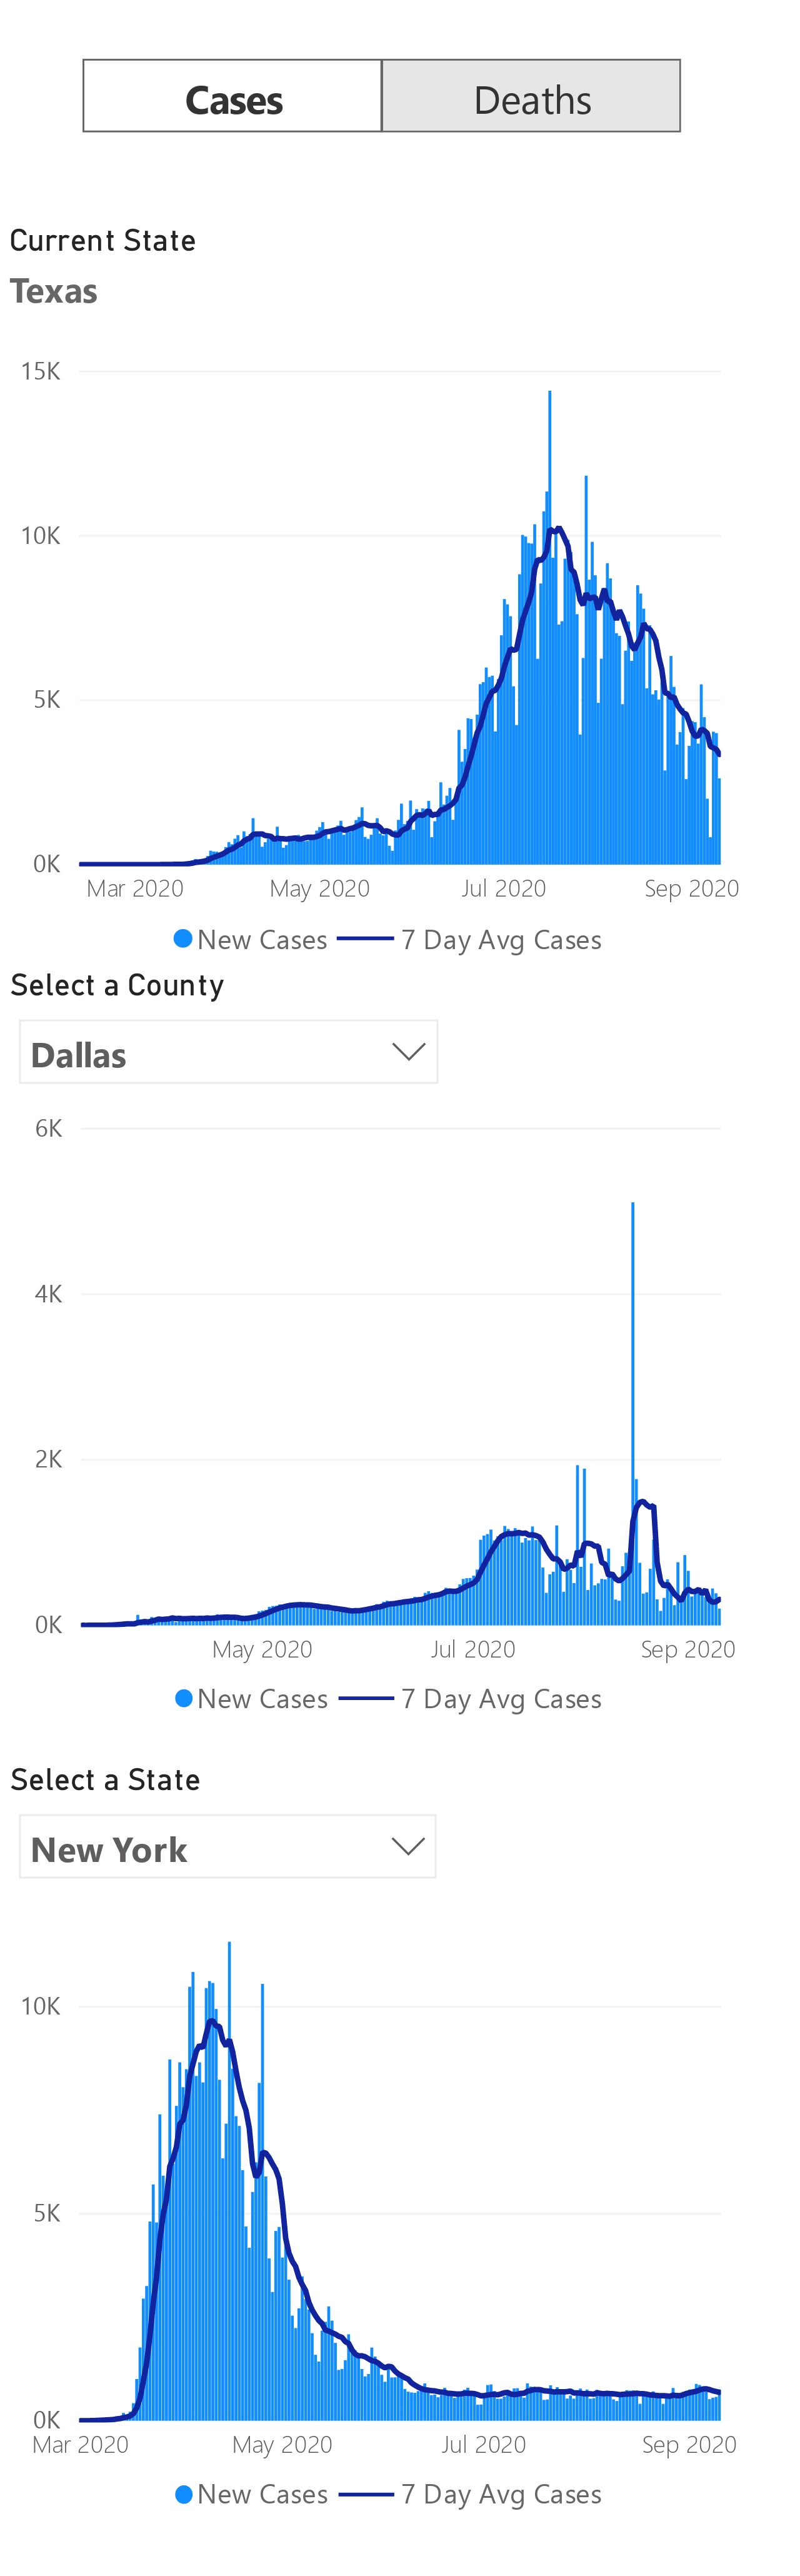 Cases Deaths
Current State
Texas
15K
10K
5K
0K
Mar 2020 May 2020 Jul 2020 Sep 2020
New Cases 7 Day Avg Cases
Select a County
Dallas
6K
4K
2K
0K
May 2020 Jul 2020 Sep 2020
New Cases 7 Day Avg Cases
Select a State
New York
10K
5K
0K
Mar 2020 May 2020 Jul 2020 Sep 2020
New Cases 7 Day Avg Cases